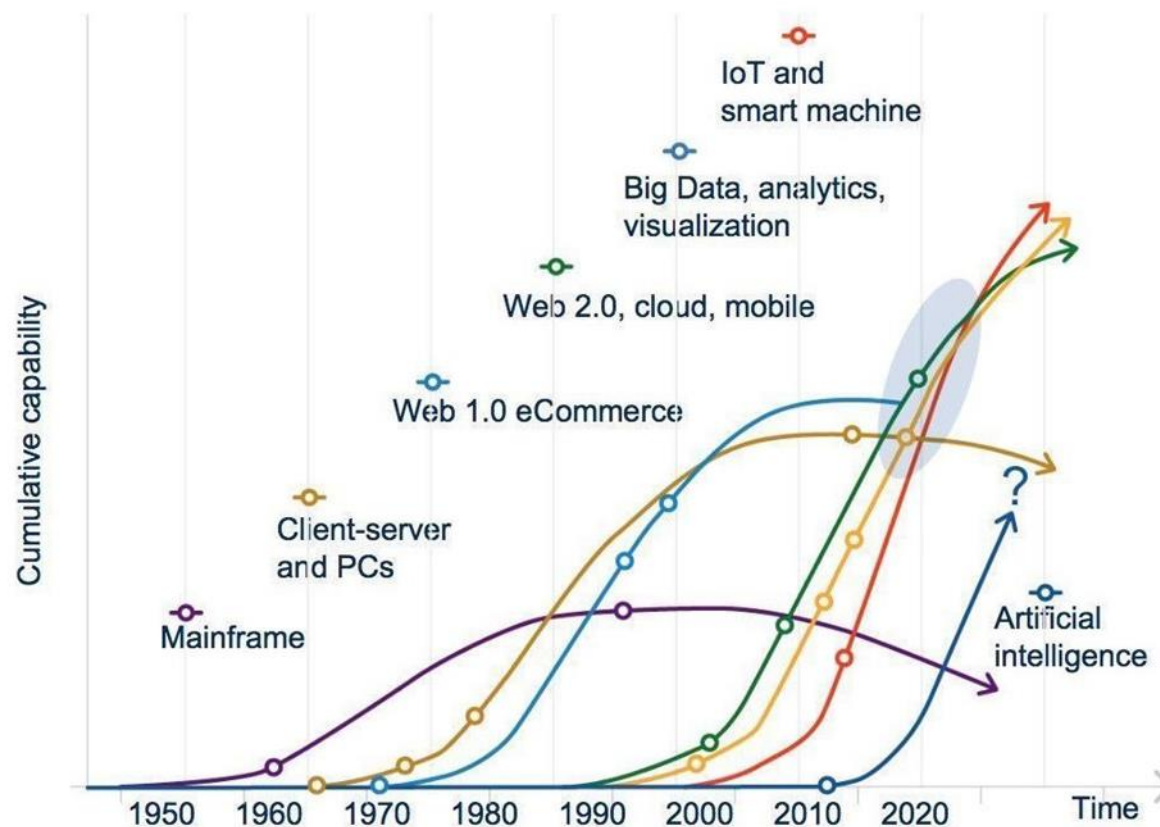 IoT and
smart machine
Big Data, analytics,
visualization
Web 2.0, cloud, mobile
Web 1.0 eCommerce
Client-server
and PCs
Mainframe
?
Artificial
intelligence
Cumulative capability
1950 1960 1970 1980 1990 2000 2010 2020 Time